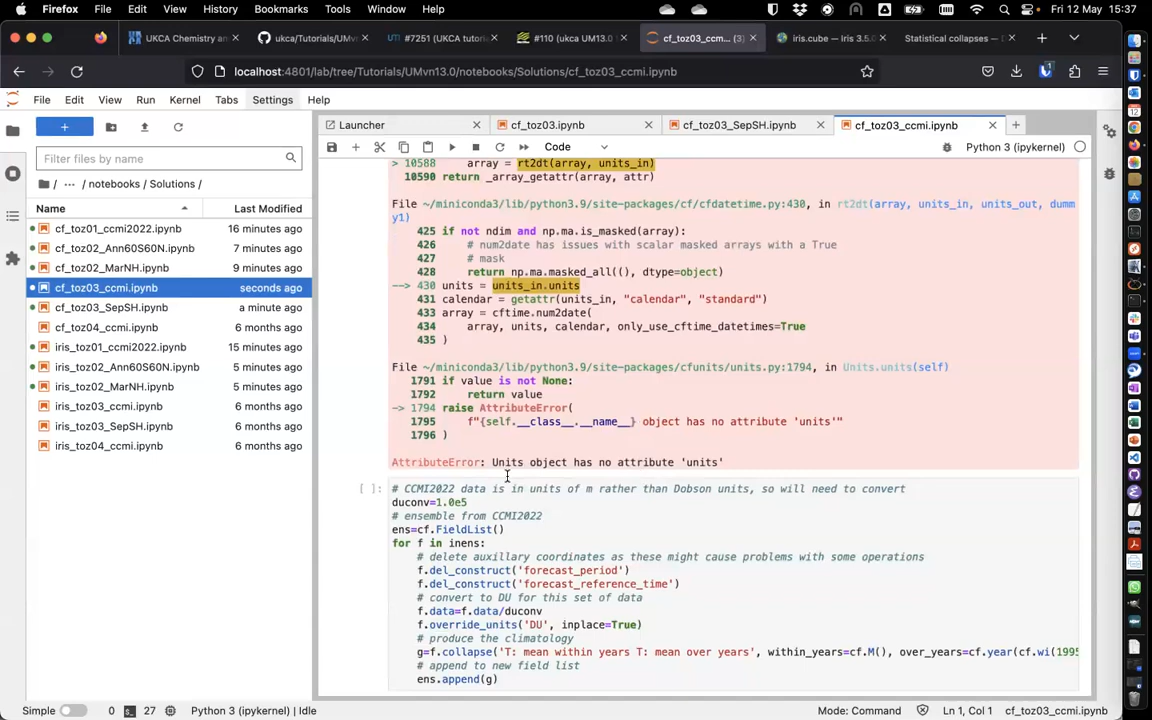 Firefox File Edit View History Bookmarks Tools Window Help Fri 12 May 15:37
UKCA Chemistry an
ukca/Tutorials/UMv
#7251 (UKCA tutoric
#110 (ukca UM13.0
cf_toz03_ccm... (3)
iris.cube — Iris 3.5.0
Statistical collapses — C
localhost:4801/lab/tree/Tutorials/UMvn13.0/notebooks/Solutions/cf_toz03_ccmi.ipynb
File Edit View Run Kernel Tabs Settings Help
Launcher
cf_toz03.ipynb
cf_toz03_SepSH.ipynb
cf_toz03_ccmi.ipynb
Code
Python 3 (ipykernel)
Filter files by name
/ ··· / notebooks / Solutions /
Name Last Modified
cf_toz01_ccmi2022.ipynb 16 minutes ago
cf_toz02_Ann60S60N.ipynb 7 minutes ago
cf_toz02_MarNH.ipynb 9 minutes ago
cf_toz03_ccmi.ipynb seconds ago
cf_toz03_SepSH.ipynb a minute ago
cf_toz04_ccmi.ipynb 6 months ago
iris_toz01_ccmi2022.ipynb 15 minutes ago
iris_toz02_Ann60S60N.ipynb 5 minutes ago
iris_toz02_MarNH.ipynb 5 minutes ago
iris_toz03_ccmi.ipynb 6 months ago
iris_toz03_SepSH.ipynb 6 months ago
iris_toz04_ccmi.ipynb 6 months ago
> 10588 array = rt2dt(array, units_in)
10590 return _array_getattr(array, attr)
File ~/miniconda3/lib/python3.9/site-packages/cf/cfdatetime.py:430, in rt2dt(array, units_in, units_out, dumm
y1)
425 if not ndim and np.ma.is_masked(array):
426 # num2date has issues with scalar masked arrays with a True
427 # mask
428 return np.ma.masked_all((), dtype=object)
--> 430 units = units_in.units
431 calendar = getattr(units_in, "calendar", "standard")
433 array = cftime.num2date(
434 array, units, calendar, only_use_cftime_datetimes=True
435 )
File ~/miniconda3/lib/python3.9/site-packages/cfunits/units.py:1794, in Units.units(self)
1791 if value is not None:
1792 return value
-> 1794 raise AttributeError(
1795 f"{self.__class__.__name__} object has no attribute 'units'"
1796 )
AttributeError: Units object has no attribute 'units'
[ ]: # CCMI2022 data is in units of m rather than Dobson units, so will need to convert
duconv=1.0e5
# ensemble from CCMI2022
ens=cf.FieldList()
for f in inens:
# delete auxillary coordinates as these might cause problems with some operations
f.del_construct('forecast_period')
f.del_construct('forecast_reference_time')
# convert to DU for this set of data
f.data=f.data/duconv
f.override_units('DU', inplace=True)
# produce the climatology
g=f.collapse('T: mean within years T: mean over years', within_years=cf.M(), over_years=cf.year(cf.wi(1995
# append to new field list
ens.append(g)
Simple 0 27 Python 3 (ipykernel) | Idle Mode: Command Ln 1, Col 1 cf_toz03_ccmi.ipynb